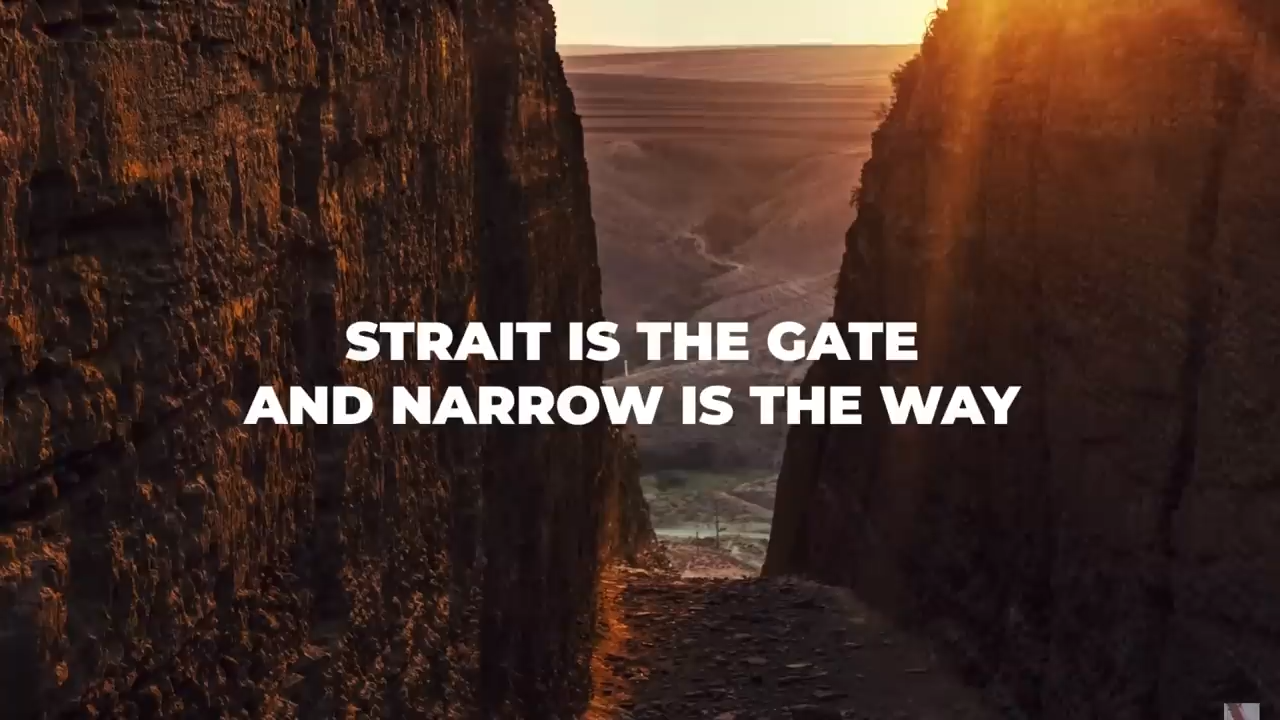 STRAIT IS THE GATE
AND NARROW IS THE WAY